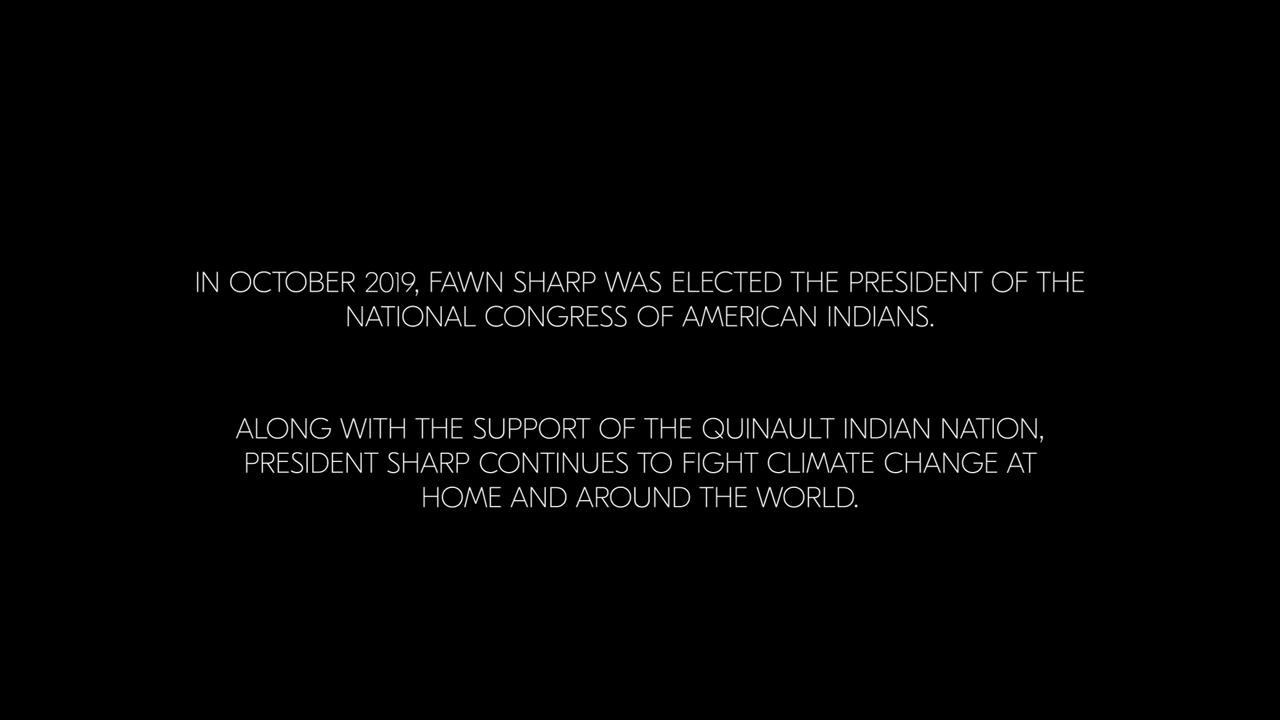 IN OCTOBER 2019, FAWN SHARP WAS ELECTED THE PRESIDENT OF THE
NATIONAL CONGRESS OF AMERICAN INDIANS.
ALONG WITH THE SUPPORT OF THE QUINAULT INDIAN NATION,
PRESIDENT SHARP CONTINUES TO FIGHT CLIMATE CHANGE AT
HOME AND AROUND THE WORLD.